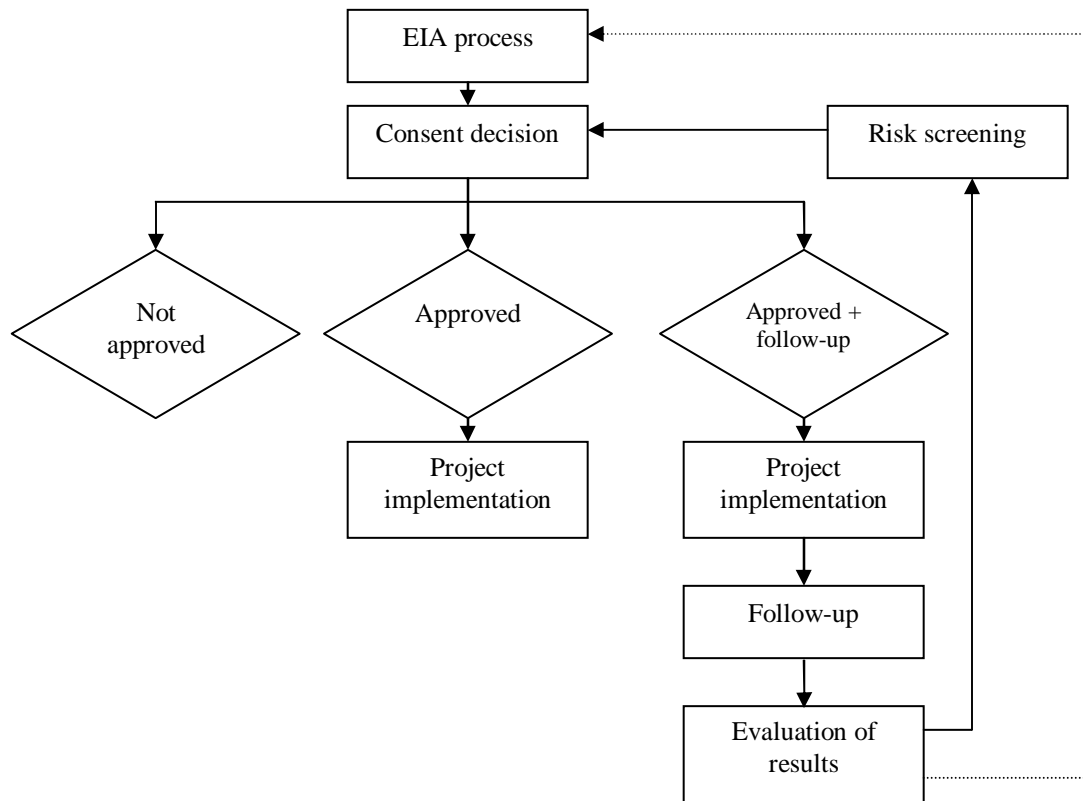 EIA process
Consent decision
Risk screening
Not
approved
Approved
Approved +
follow-up
Project
implementation
Project
implementation
Follow-up
Evaluation of
results